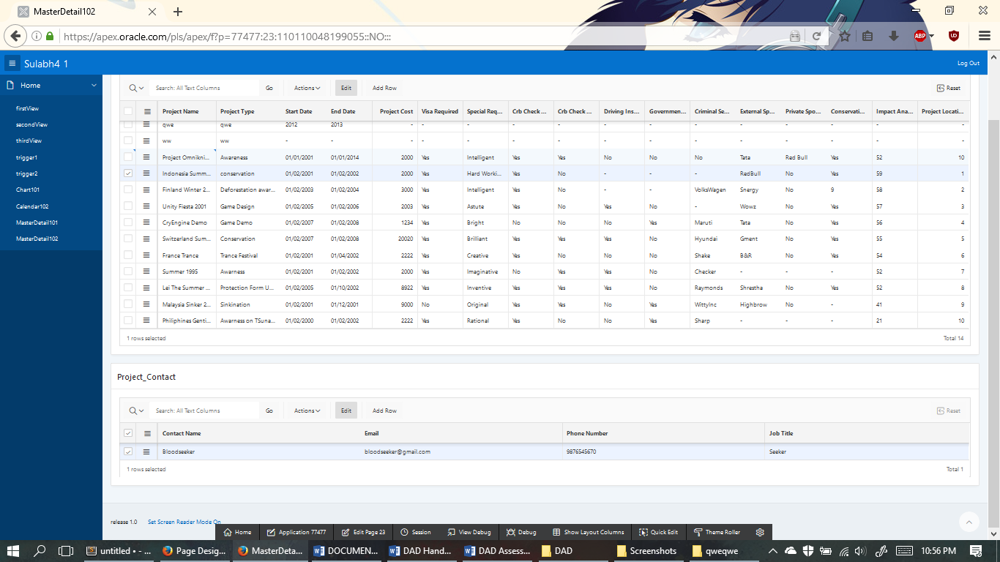 MasterDetail102
https://apex.oracle.com/pls/apex/f?p=77477:23:110110048199055::NO:::
ABP
Sulabh4 1
Log Out
Home
firstView
secondView
thirdView
trigger1
trigger2
Chart101
Calendar102
MasterDetail101
MasterDetail102
Search: All Text Columns Go Actions Edit Add Row Reset
Project Name Project Type Start Date End Date Project Cost Visa Required Special Req... Crb Check ... Crb Check ... Driving Ins... Governmen... Criminal Se... External Sp... Private Spo... Conservati... Impact Ana... Project Locati...
qwe qwe 2012 2013 - - - - - - - - - - - - -
ww ww - - - - - - - - - - - - - - -
Project Omnikni... Awareness 01/01/2001 01/01/2014 2000 Yes Intelligent Yes Yes No No No Tata Red Bull Yes 52 10
Indonesia Summ... conservation 01/02/2001 01/02/2002 2000 Yes Hard Worki... Yes No - - - RedBull No Yes 59 1
Finland Winter 2... Deforestation awar... 01/02/2003 01/02/2004 3000 Yes Intelligent Yes No - - VolksWagen Snergy No 9 58 2
Unity Fiesta 2001 Game Design 01/02/2005 01/02/2006 2003 Yes Astute Yes No Yes No - Wowz No Yes 57 3
CryEngine Demo Game Demo 01/02/2007 01/02/2008 1234 Yes Bright No No No Yes Maruti Tata No Yes 56 4
Switzerland Sum... Conservation 01/02/2007 01/02/2008 20020 Yes Brilliant Yes Yes Yes No Hyundai Gment No Yes 55 5
France Trance Trance Festival 01/02/2001 01/04/2002 2222 Yes Creative Yes No No No Shake B&R No Yes 54 6
Summer 1995 Awarness 01/02/2001 01/02/2002 2000 Yes Imaginative No Yes Yes No Checker - - - 52 7
Lei The Summer ... Protection Form U... 01/02/2005 01/10/2002 8922 Yes Inventive Yes Yes Yes No Raymonds Shrestha No Yes 52 8
Malaysia Sinker 2... Sinkination 01/02/2001 01/12/2001 9000 No Original Yes Yes No Yes WittyInc Highbrow No - 41 9
Philiphines Genti... Awarness on TSuna... 01/02/2000 01/02/2002 2222 Yes Rational Yes No No Yes Sharp - - - 21 10
1 rows selected Total 14
Project_Contact
Search: All Text Columns Go Actions Edit Add Row Reset
Contact Name Email Phone Number Job Title
Bloodseeker bloodseeker@gmail.com 9876545670 Seeker
1 rows selected Total 1
release 1.0 Set Screen Reader Mode On
Home Application 77477 Edit Page 23 Session View Debug Debug Show Layout Columns Quick Edit Theme Roller
untitled • - ... Page Desig... MasterDeta... DOCUMEN... DAD Hand... DAD Assess... DAD Screenshots qweqwe 10:56 PM